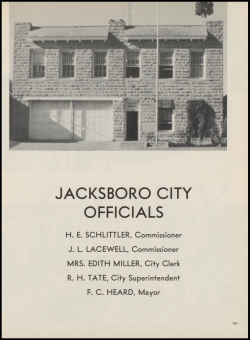 JACKSBORO CITY
OFFICIALS
H. E. SCHLITTLER, Commissioner
J. L. LACEWELL, Commissioner
MRS. EDITH MILLER, City Clerk
R. H. TATE, City Superintendent
F. C. HEARD, Mayor